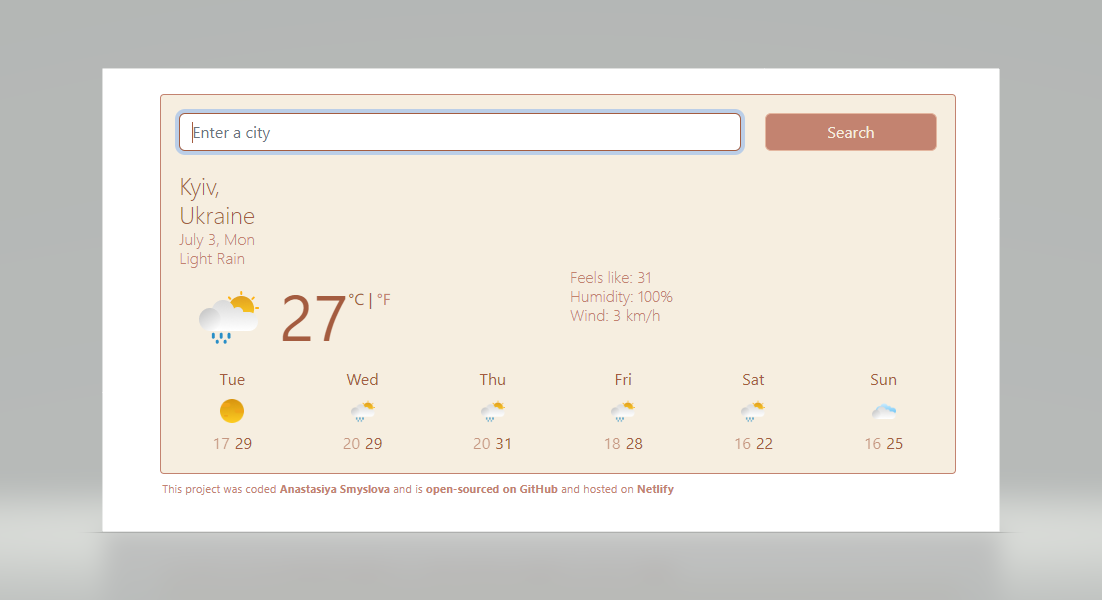 Enter a city
Search
Kyiv,
Ukraine
July 3, Mon
Light Rain
27 °C | °F
Feels like: 31
Humidity: 100%
Wind: 3 km/h
Tue Wed Thu Fri Sat Sun
17 29 20 29 20 31 18 28 16 22 16 25
This project was coded Anastasiya Smyslova and is open-sourced on GitHub and hosted on Netlify